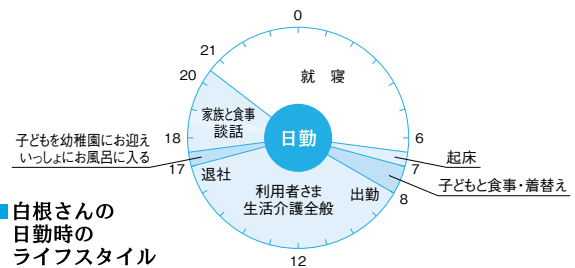 0
21
20
就 寝
家族と食事
談話
日勤
子どもを幼稚園にお迎え
いっしょにお風呂に入る
18
6
起床
17
7
退社
子どもと食事・着替え
利用者さま
生活介護全般
出勤
8
白根さんの
日勤時の
ライフスタイル
12